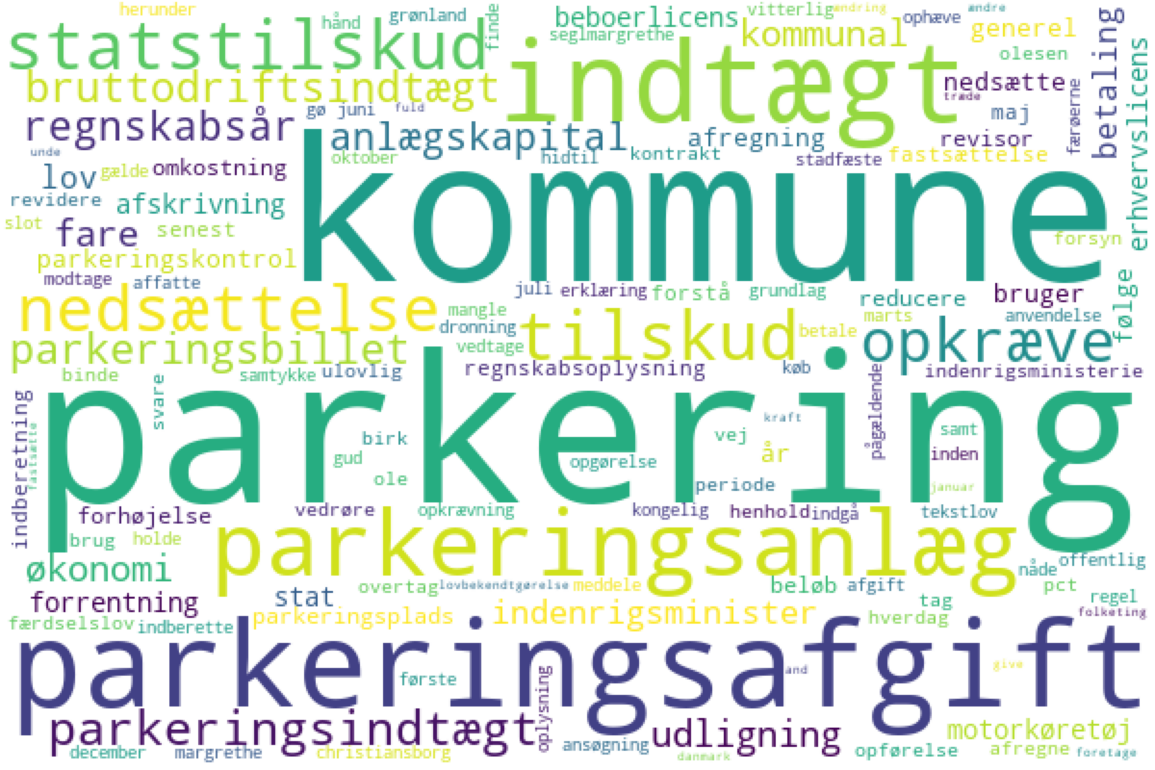 herunder
hånd
grønland
finde
beboerlicens
vitterlig
ændring
ændre
ophæve
generel
betaling
statstilskud
seglmargrethe
kommunal
olesen
erhvervslicens
bruttodriftsindtægt
indtægt
nedsætte
træde
regnskabsår
gø juni
fuld
maj
færøerne
anlægskapital
afregning
revisor
unde
oktober
hidtil
kontrakt
stadfæste
fastsættelse
lov
gælde
omkostning
kommune
revidere
afskrivning
slot
fare
senest
forsyn
parkeringskontrol
modtage
affatte
juli
erklæring
forstå
grundlag
reducere
bruger
følge
nedsættelse
mangle
tilskud
betale
marts
anvendelse
dronning
opkræve
parkeringsbillet
vedtage
binde
samtykke
ulovlig
regnskabsoplysning
køb
indenrigsministerie
svare
parkering
indberetning
fastsætte
kraft
pågældende
samt
birk
vej
gud
opgørelse
år
inden
ole
periode
januar
forhøjelse
vedrøre
opkrævning
kongelig
henhold
indgå
tekstlov
brug
holde
parkeringsanlæg
økonomi
nåde
offentlig
forrentning
stat
overtag
lovbekendtgørelse
meddele
beløb
afgift
pct
tag
regel
færdselslov
indberette
parkeringsplads
indenrigsminister
hverdag
folketing
parkeringsafgift
første
and
give
oplysning
parkeringsindtægt
ansøgning
udligning
motorkøretøj
december
margrethe
christiansborg
danmark
opførelse
afregne
foretage